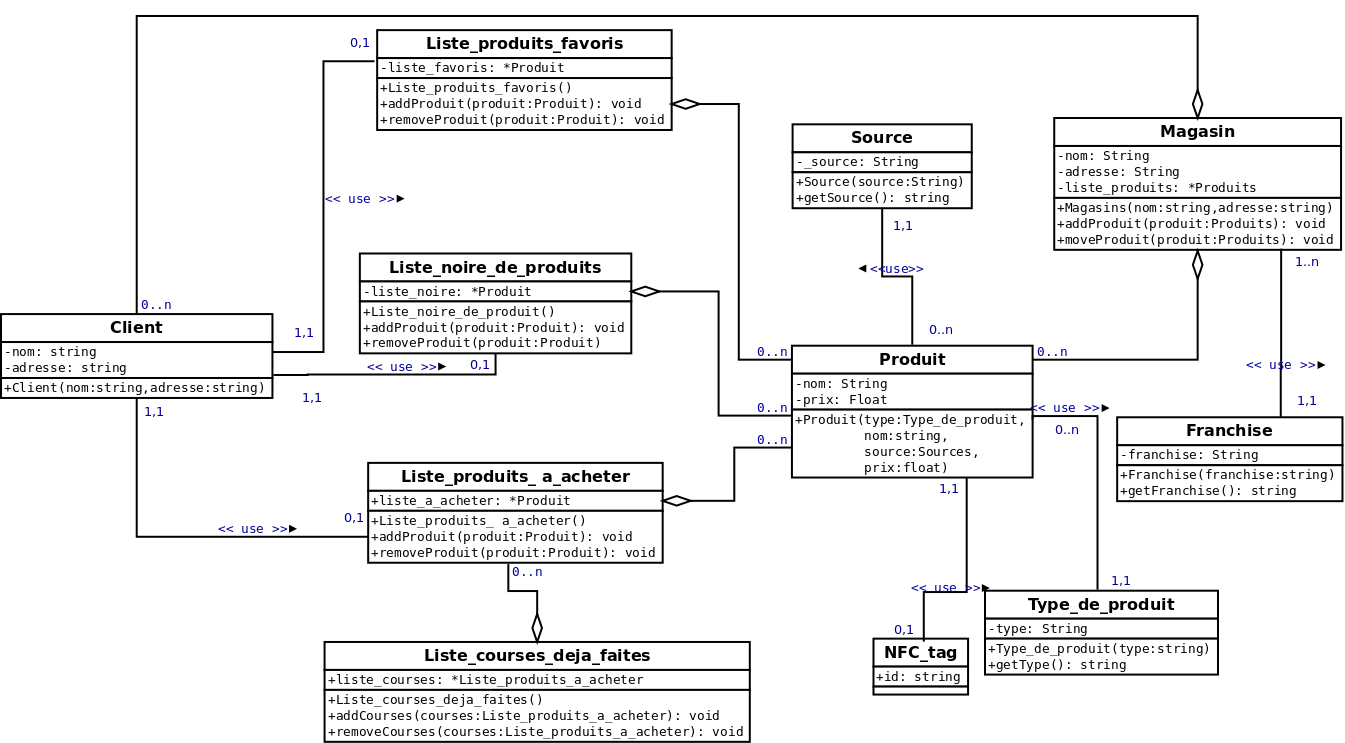 0,1
Liste_produits_favoris
-liste_favoris: *Produit
+Liste_produits_favoris()
+addProduit(produit:Produit): void
+removeProduit(produit:Produit): void
Source
-_source: String
+Source(source:String)
+getSource(): string
1,1
<<use>>
0..n
Magasin
-nom: String
-adresse: String
-liste_produits: *Produits
+Magasins(nom:string,adresse:string)
+addProduit(produit:Produits): void
+moveProduit(produit:Produits): void
1..n
<< use >>
Liste_noire_de_produits
-liste_noire: *Produit
+Liste_noire_de_produit()
+addProduit(produit:Produit): void
+removeProduit(produit:Produit)
0..n
Client
-nom: string
-adresse: string
+Client(nom:string,adresse:string)
1,1
<< use >>
0,1
1,1
1,1
0..n
Produit
-nom: String
-prix: Float
+Produit(type:Type_de_produit,
nom:string,
source:Sources,
prix:float)
0..n
0..n
0..n
<< use >>
0..n
<< use >>
1,1
Franchise
-franchise: String
+Franchise(franchise:string)
+getFranchise(): string
Liste_produits_ a_acheter
+liste_a_acheter: *Produit
+Liste_produits_ a_acheter()
+addProduit(produit:Produit): void
+removeProduit(produit:Produit): void
0,1
<< use >>
0..n
1,1
<< use >>
0,1
1,1
Type_de_produit
-type: String
+Type_de_produit(type:string)
+getType(): string
NFC_tag
+id: string
Liste_courses_deja_faites
+liste_courses: *Liste_produits_a_acheter
+Liste_courses_deja_faites()
+addCourses(courses:Liste_produits_a_acheter): void
+removeCourses(courses:Liste_produits_a_acheter): void